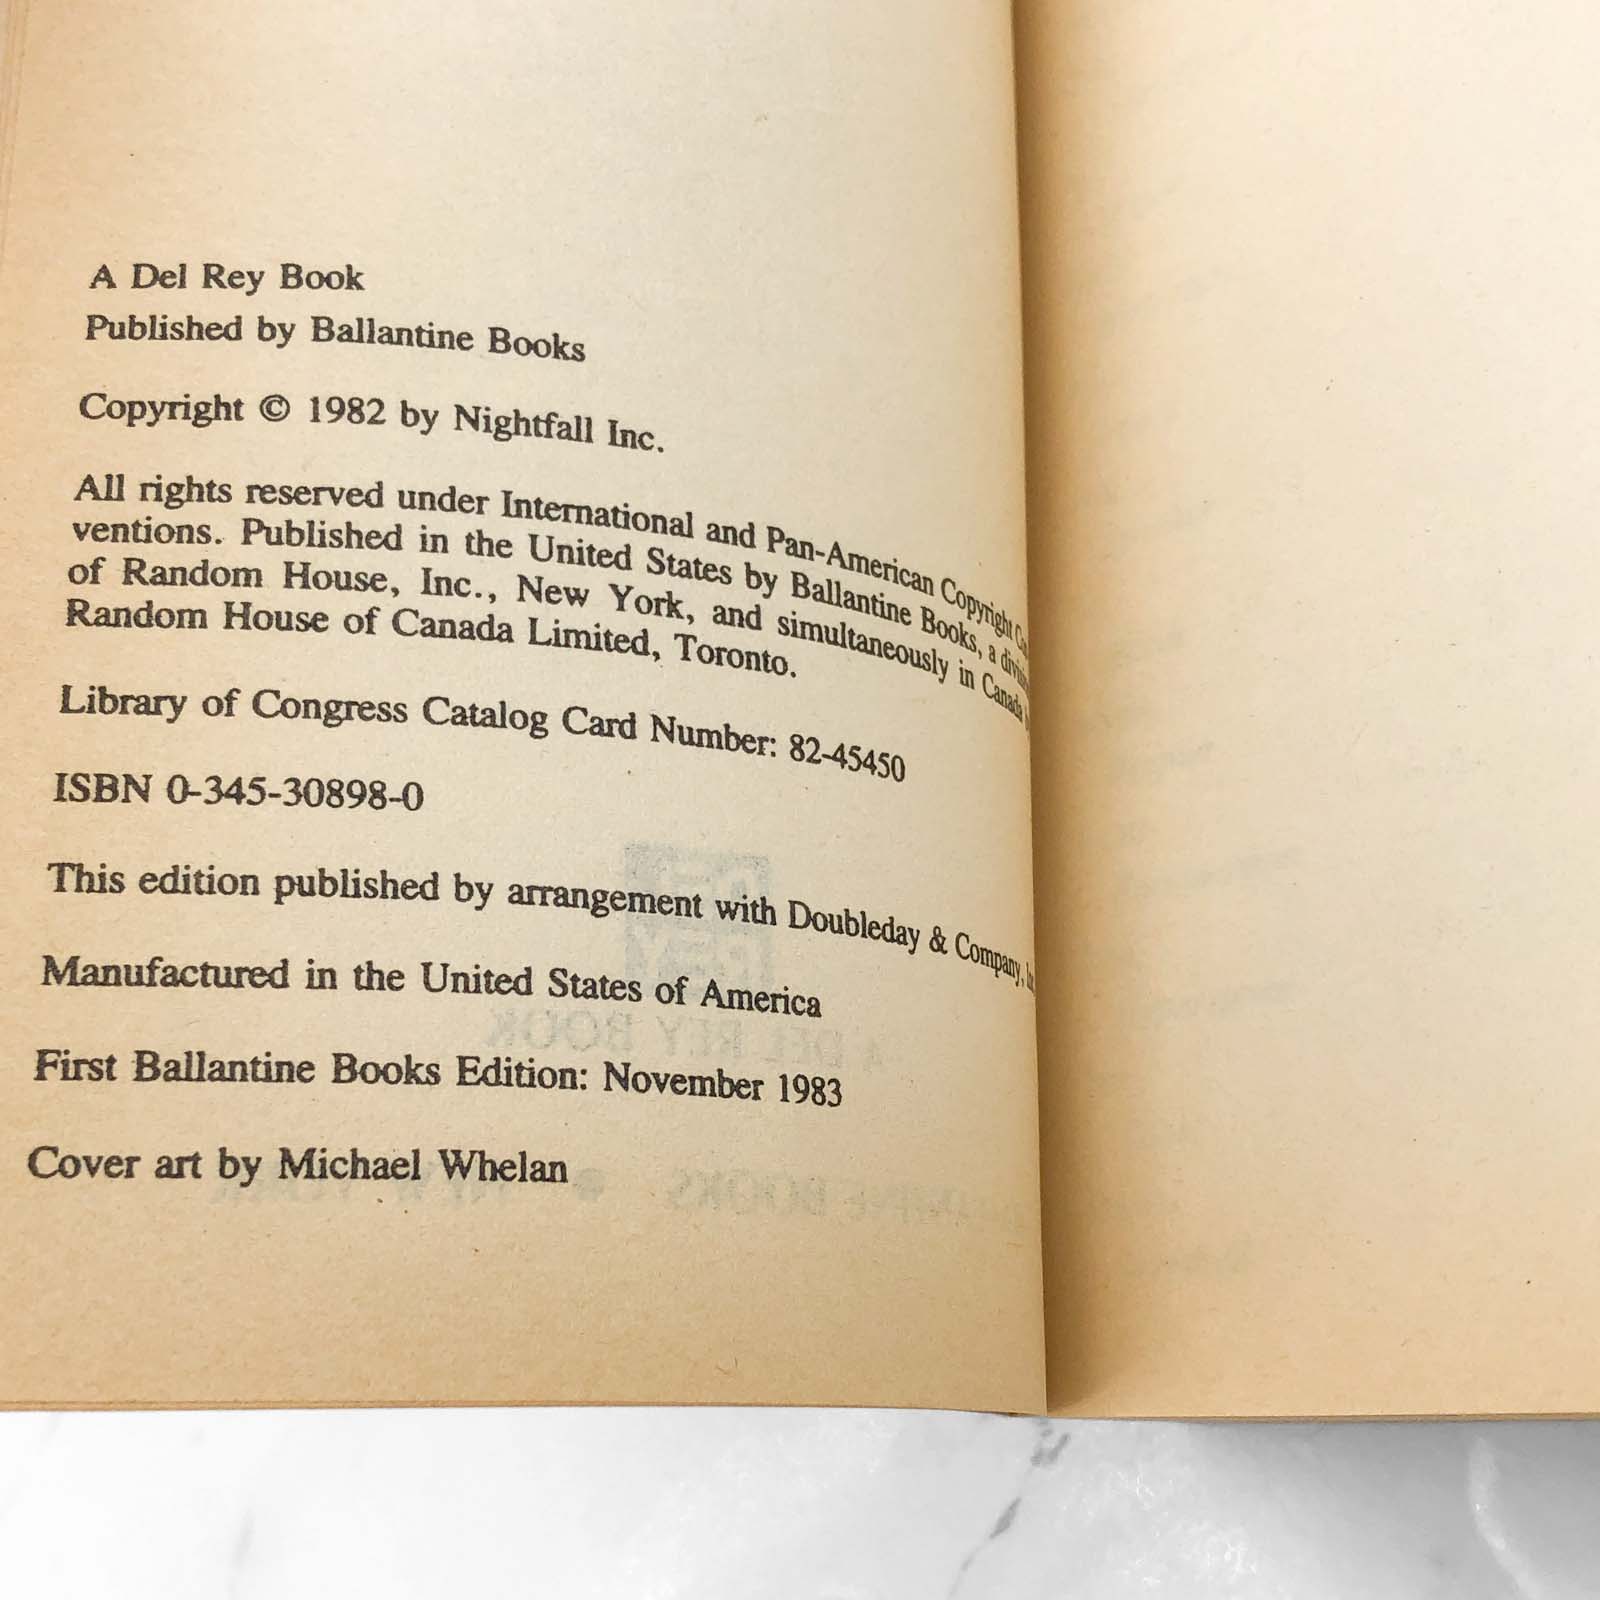 A Del Rey Book
Published by Ballantine Books
Copyright © 1982 by Nightfall Inc.
All rights reserved under International and Pan-American Copyright Con-
ventions. Published in the United States by Ballantine Books, a division
of Random House, Inc., New York, and simultaneously in Canada by
Random House of Canada Limited, Toronto.
Library of Congress Catalog Card Number: 82-45450
ISBN 0-345-30898-0
This edition published by arrangement with Doubleday & Company, Inc.
Manufactured in the United States of America
First Ballantine Books Edition: November 1983
Cover art by Michael Whelan